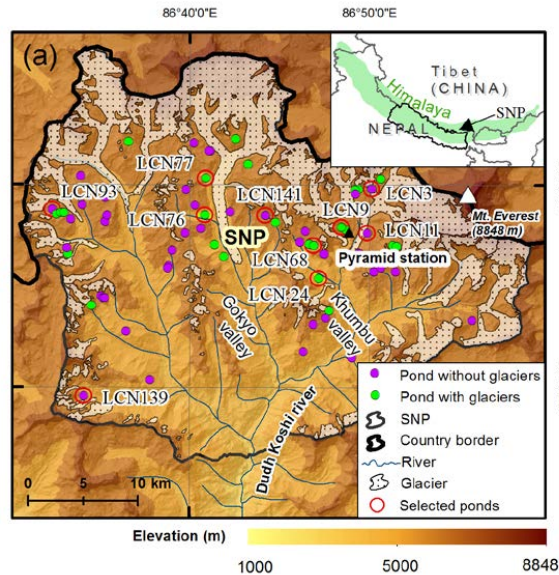 86°40'0"E
86°50'0"E
(a)
Tibet
(CHINA)
Himalaya
SNP
NEPAL
LCN77
LCN93
LCN141
LCN3
LCN9
Mt. Everest
(8848 m)
LCN76
SNP
LCN11
LCN68
Pyramid station
LCN 24
Gokyo
valley
Khumbu
valley
LCN139
Dudh Koshi river
Pond without glaciers
Pond with glaciers
SNP
Country border
River
Glacier
Selected ponds
0 5 10 km
Elevation (m)
1000 5000 8848